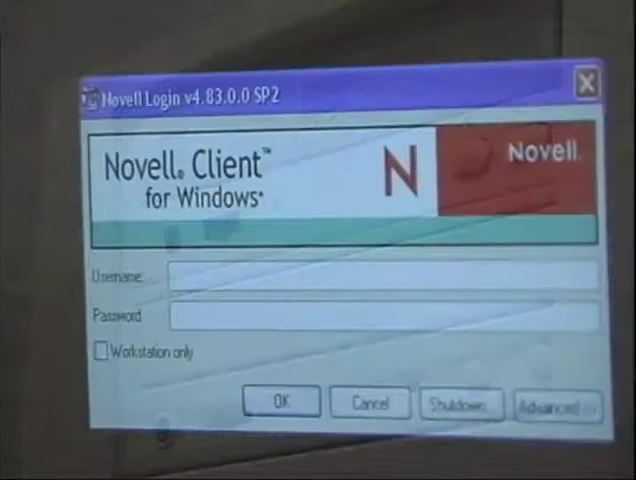 Novell Login v4.83.0.0 SP2
Novell® Client™
for Windows*
N
Novell®
Username:
Password:
Workstation only
OK
Cancel
Shutdown...
Advanced >>